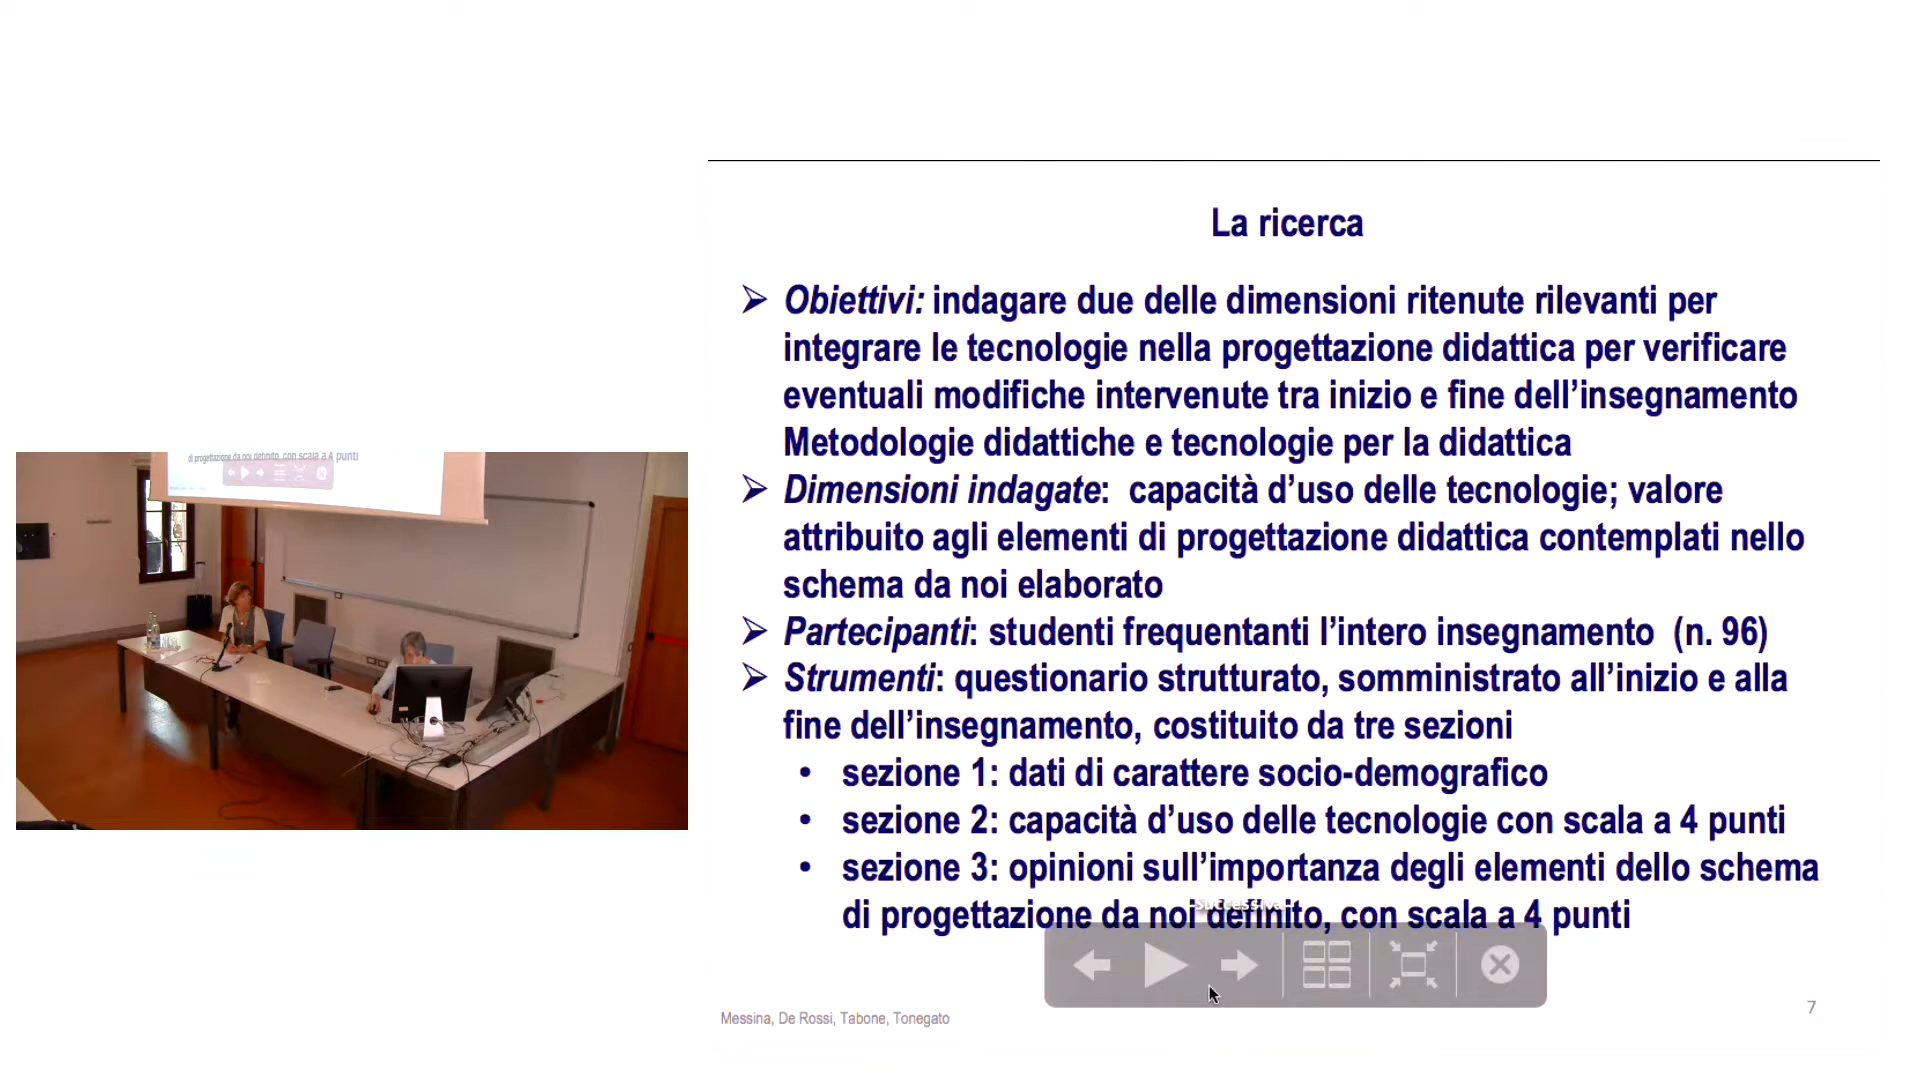 La ricerca
Obiettivi: indagare due delle dimensioni ritenute rilevanti per
integrare le tecnologie nella progettazione didattica per verificare
eventuali modifiche intervenute tra inizio e fine dell’insegnamento
Metodologie didattiche e tecnologie per la didattica
Dimensioni indagate:  capacità d’uso delle tecnologie; valore
attribuito agli elementi di progettazione didattica contemplati nello
schema da noi elaborato
Partecipanti: studenti frequentanti l’intero insegnamento  (n. 96)
Strumenti: questionario strutturato, somministrato all’inizio e alla
fine dell’insegnamento, costituito da tre sezioni
• sezione 1: dati di carattere socio-demografico
• sezione 2: capacità d’uso delle tecnologie con scala a 4 punti
• sezione 3: opinioni sull’importanza degli elementi dello schema
di progettazione da noi definito, con scala a 4 punti
Successiva
Messina, De Rossi, Tabone, Tonegato
7
di progettazione da noi definito, con scala a 4 punti